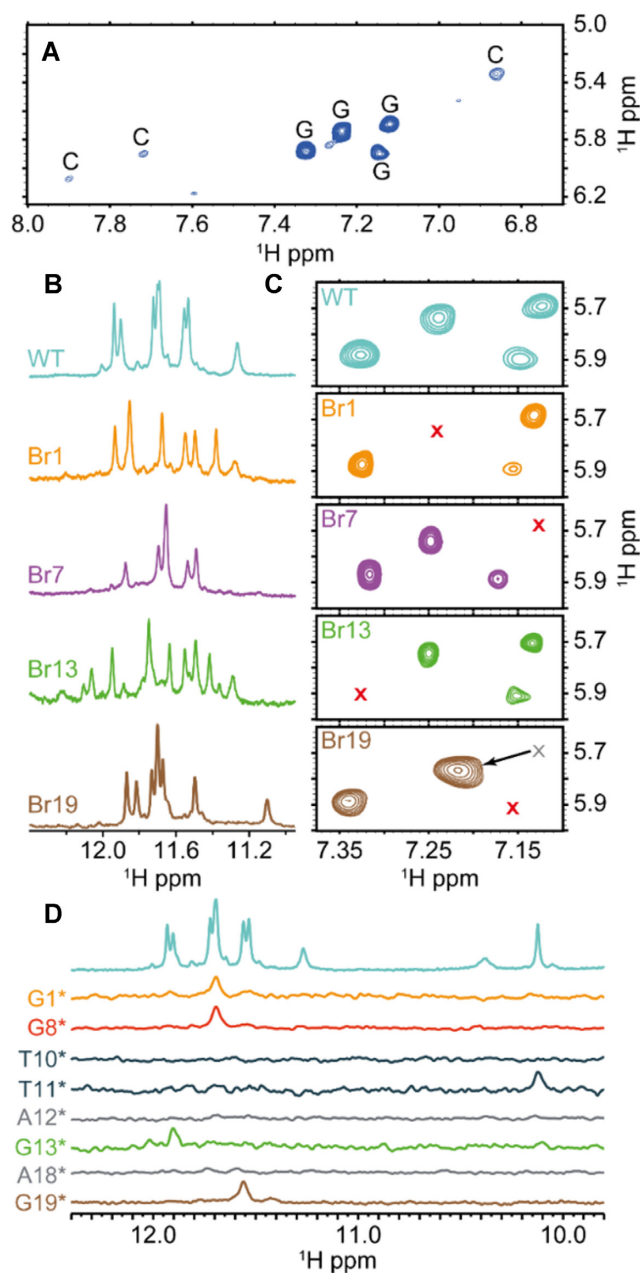 A
C
G
G
G
G
C
C
5.0
5.4
5.8
6.2
¹H ppm
8.0 7.8 7.6 7.4 7.2 7.0 6.8
¹H ppm
B
C
WT
WT
5.7
5.9
Br1
Br1
x
5.7
5.9
Br7
Br7
x
5.7
5.9
¹H ppm
Br13
Br13
x
5.7
5.9
Br19
Br19
x
x
5.7
5.9
12.0 11.6 11.2
7.35 7.25 7.15
¹H ppm
¹H ppm
D
G1*
G8*
T10*
T11*
A12*
G13*
A18*
G19*
12.0 11.0 10.0
¹H ppm